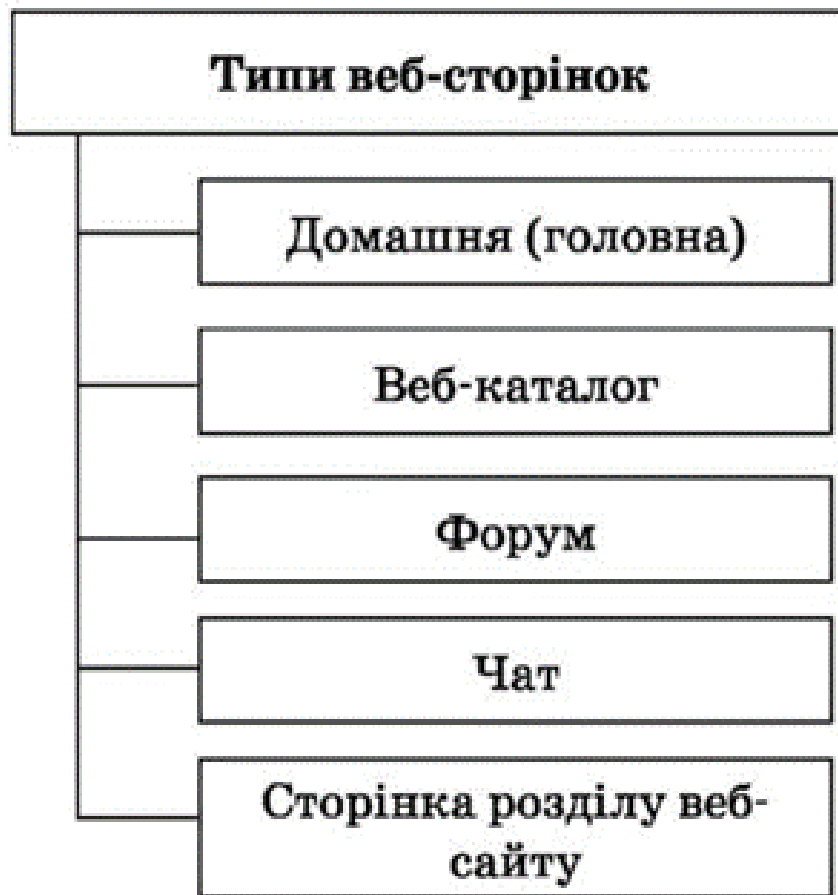 Типи веб-сторінок
Домашня (головна)
Веб-каталог
Форум
Чат
Сторінка розділу веб-
сайту